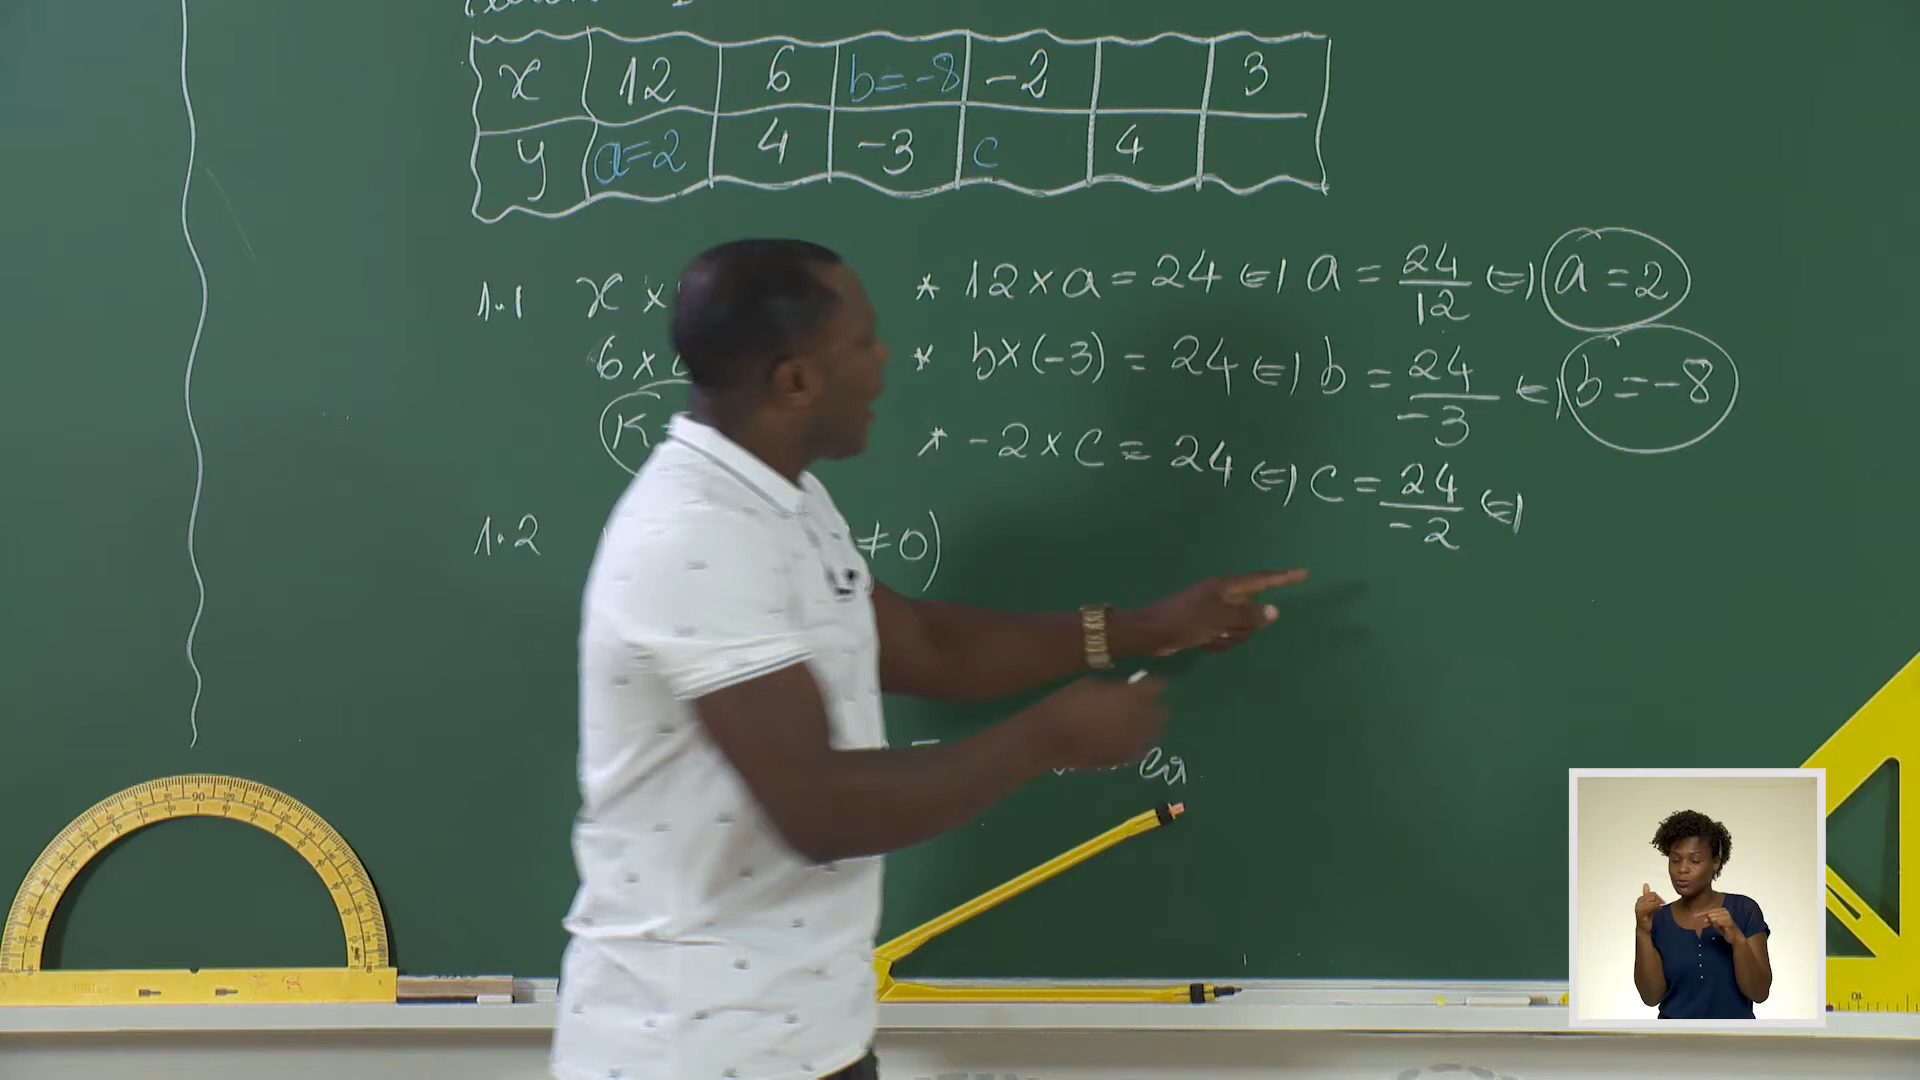 x 12 6 b=-8 -2 3
y a=2 4 -3 c 4
1.1 x ×
* 12×a=24 ⇔ a=24/12 ⇔ a=2
6×
* b×(-3)=24 ⇔ b=24/-3 ⇔ b=-8
K
* -2×c=24 ⇔ c=24/-2 ⇔
1.2 ≠0)
90